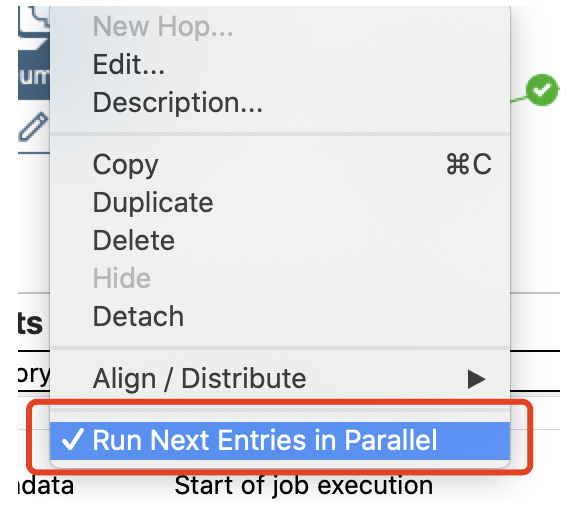 New Hop...
um
Edit...
Description...
Copy ⌘C
Duplicate
Delete
Hide
Detach
ts
ory
Align / Distribute ▶
✓ Run Next Entries in Parallel
adata Start of job execution